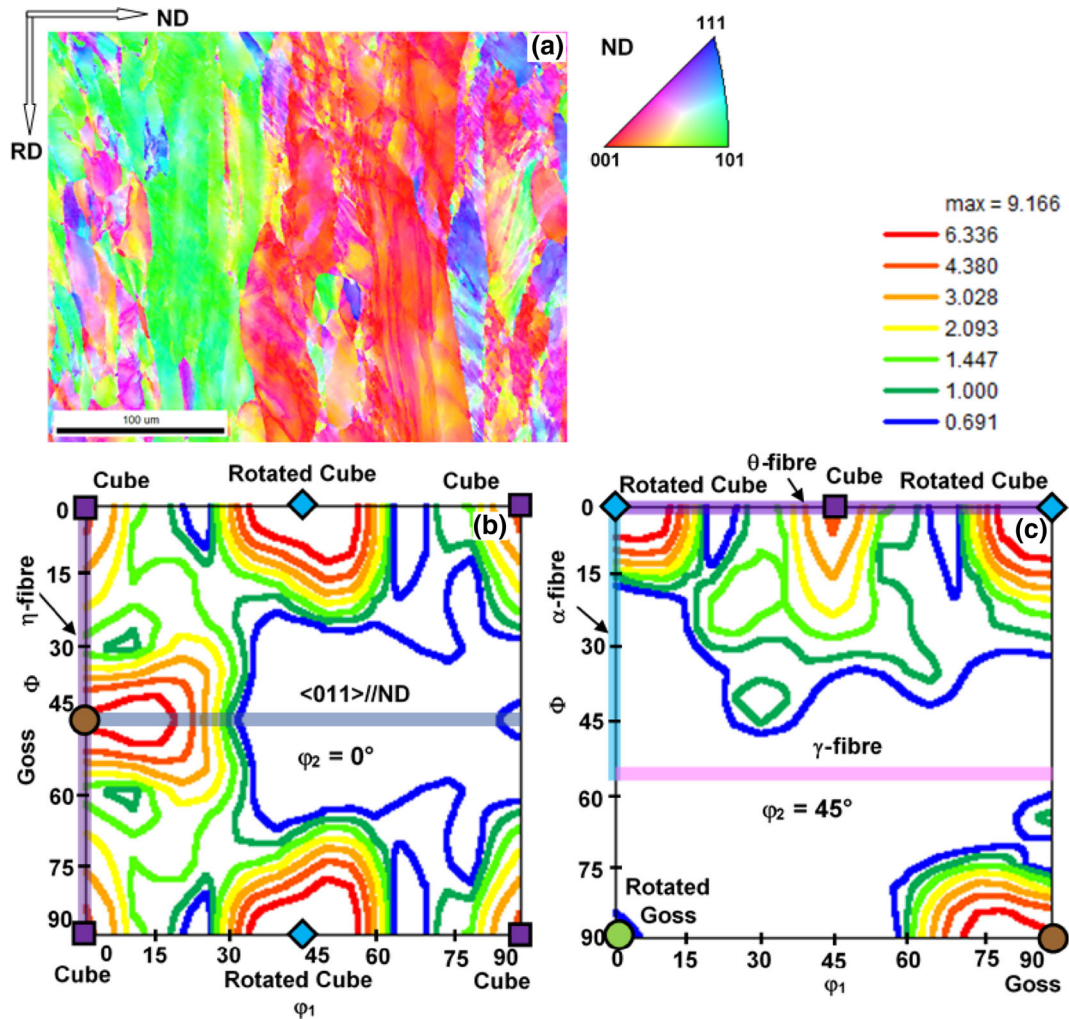 ND
RD
(a)
100 um
ND
111
001
101
max = 9.166
6.336
4.380
3.028
2.093
1.447
1.000
0.691
Cube
Rotated Cube
Cube
(b)
0
15
30
45
60
75
90
η-fibre
Φ
Goss
<011>//ND
φ₂ = 0°
0 15 30 45 60 75 90
Cube
Rotated Cube
Cube
φ₁
θ-fibre
Rotated Cube
Cube
Rotated Cube
(c)
0
15
30
45
60
75
90
α-fibre
Φ
γ-fibre
φ₂ = 45°
Rotated
Goss
0 15 30 45 60 75 90
φ₁
Goss